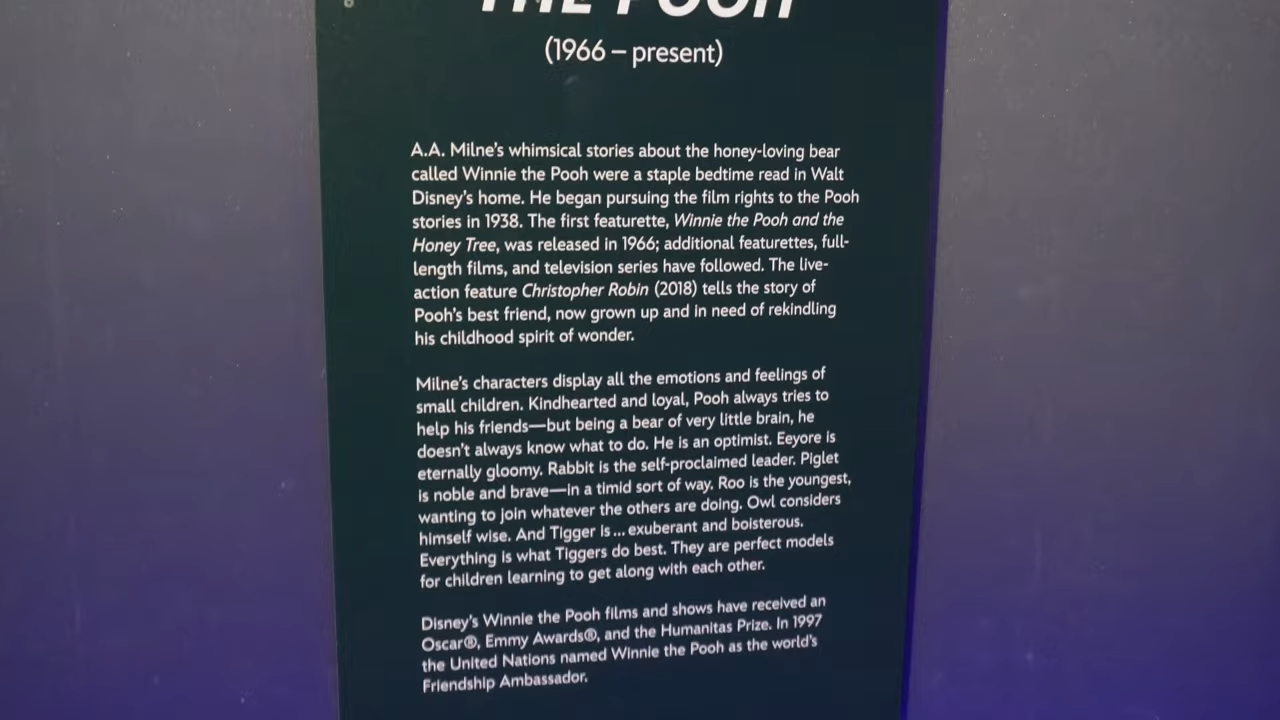 THE POOH
(1966 – present)
A.A. Milne's whimsical stories about the honey-loving bear
called Winnie the Pooh were a staple bedtime read in Walt
Disney's home. He began pursuing the film rights to the Pooh
stories in 1938. The first featurette, Winnie the Pooh and the
Honey Tree, was released in 1966; additional featurettes, full-
length films, and television series have followed. The live-
action feature Christopher Robin (2018) tells the story of
Pooh's best friend, now grown up and in need of rekindling
his childhood spirit of wonder.
Milne's characters display all the emotions and feelings of
small children. Kindhearted and loyal, Pooh always tries to
help his friends—but being a bear of very little brain, he
doesn't always know what to do. He is an optimist. Eeyore is
eternally gloomy. Rabbit is the self-proclaimed leader. Piglet
is noble and brave—in a timid sort of way. Roo is the youngest,
wanting to join whatever the others are doing. Owl considers
himself wise. And Tigger is... exuberant and boisterous.
Everything is what Tiggers do best. They are perfect models
for children learning to get along with each other.
Disney's Winnie the Pooh films and shows have received an
Oscar®, Emmy Awards®, and the Humanitas Prize. In 1997
the United Nations named Winnie the Pooh as the world's
Friendship Ambassador.